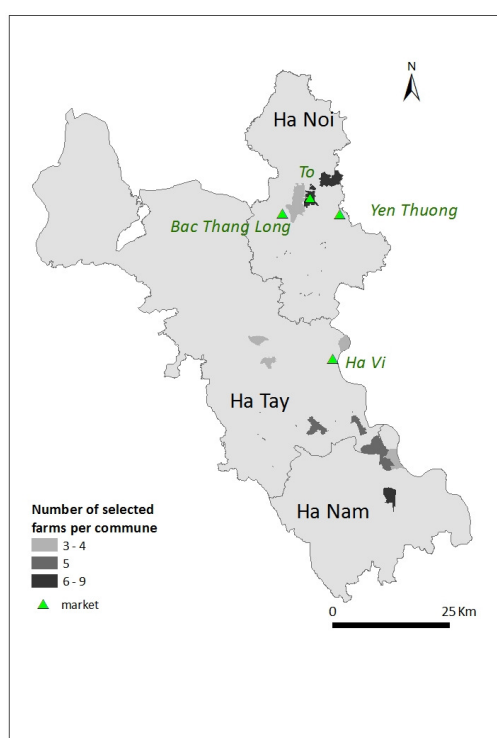 N
Ha Noi
To
Yen Thuong
Bac Thang Long
Ha Vi
Ha Tay
Ha Nam
Number of selected
farms per commune
3 - 4
5
6 - 9
market
0 25 Km